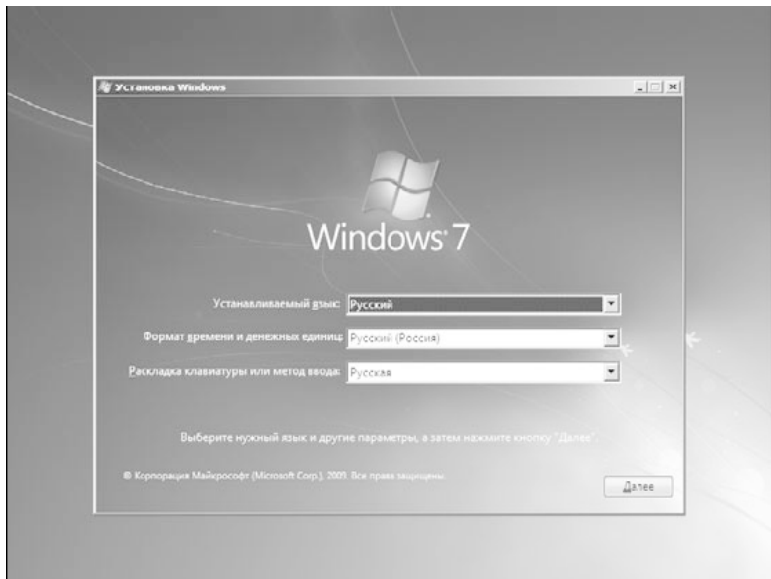 Установка Windows
Windows 7
Устанавливаемый язык: Русский
Формат времени и денежных единиц: Русский (Россия)
Раскладка клавиатуры или метод ввода: Русская
Выберите нужный язык и другие параметры, а затем нажмите кнопку "Далее".
© Корпорация Майкрософт (Microsoft Corp.), 2009. Все права защищены.
Далее